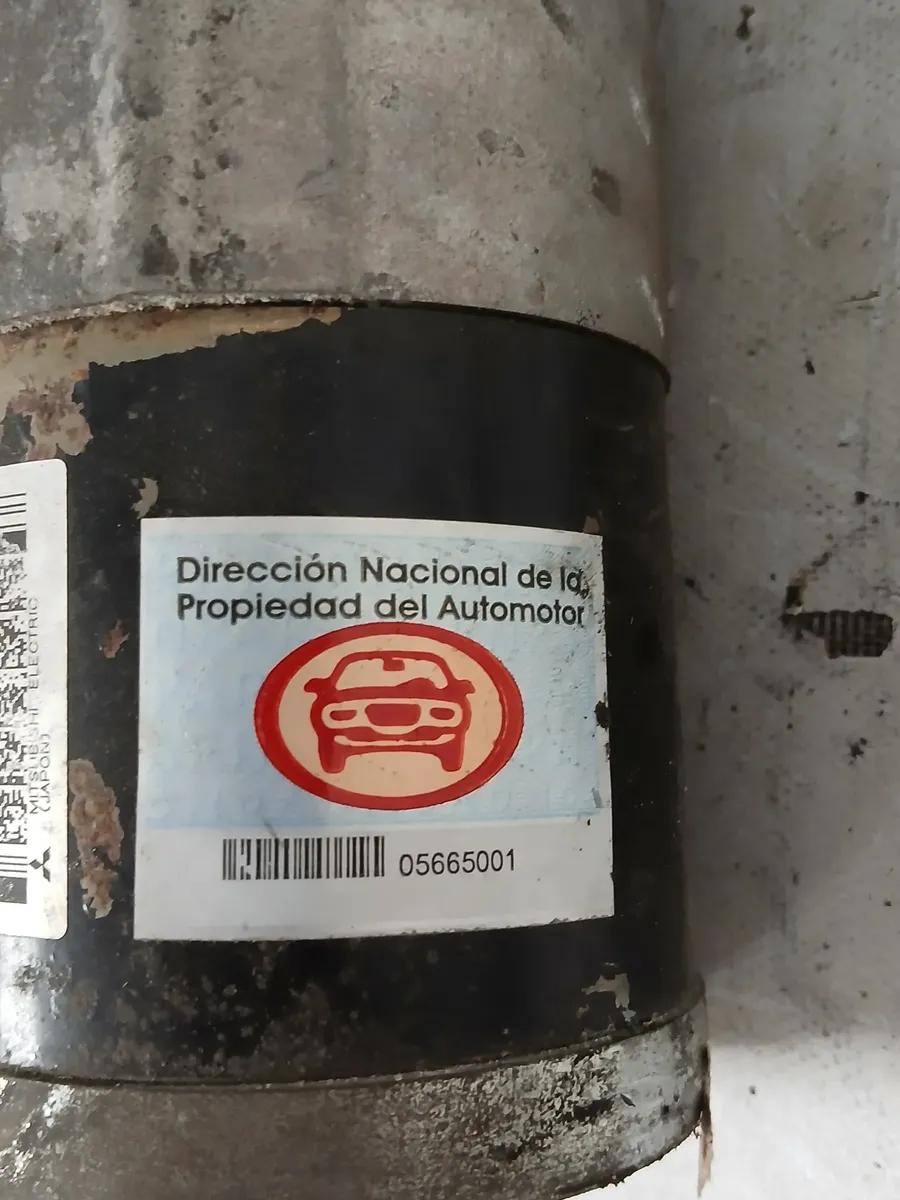 Dirección Nacional de la
Propiedad del Automotor
05665001
MITSUBISHI ELECTRIC
(JAPON)